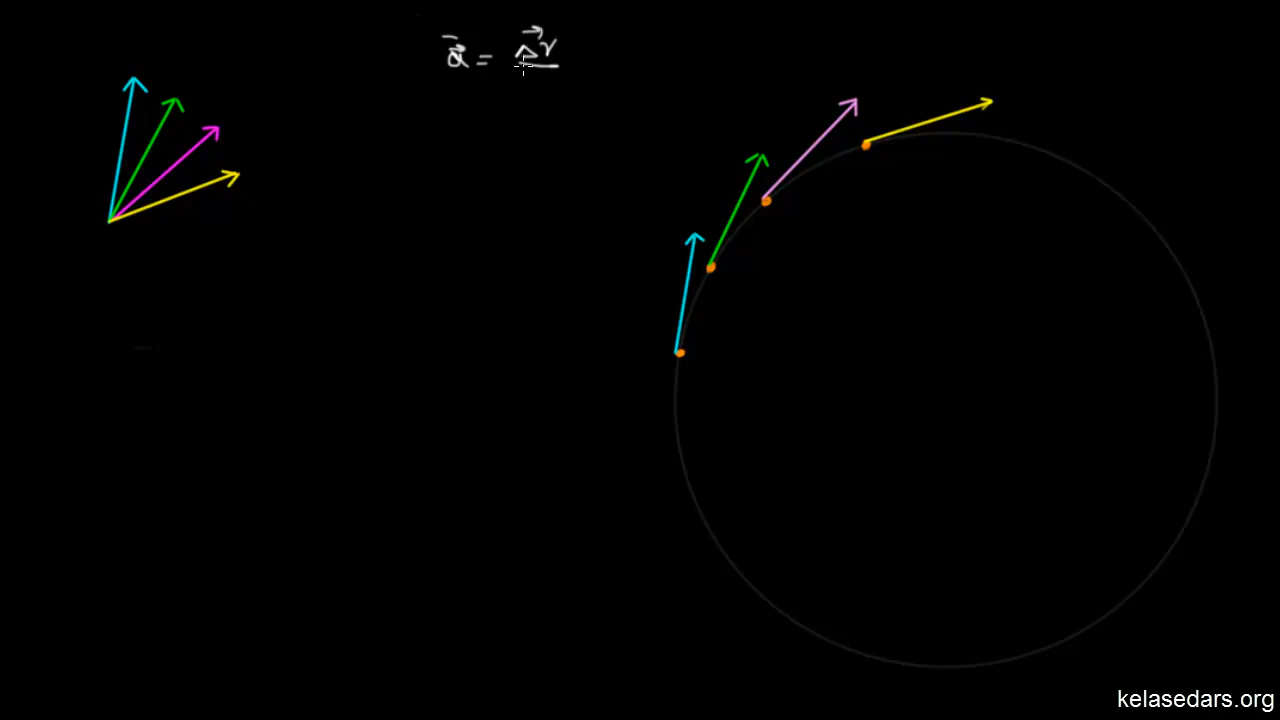 a = Δv
kelasedars.org